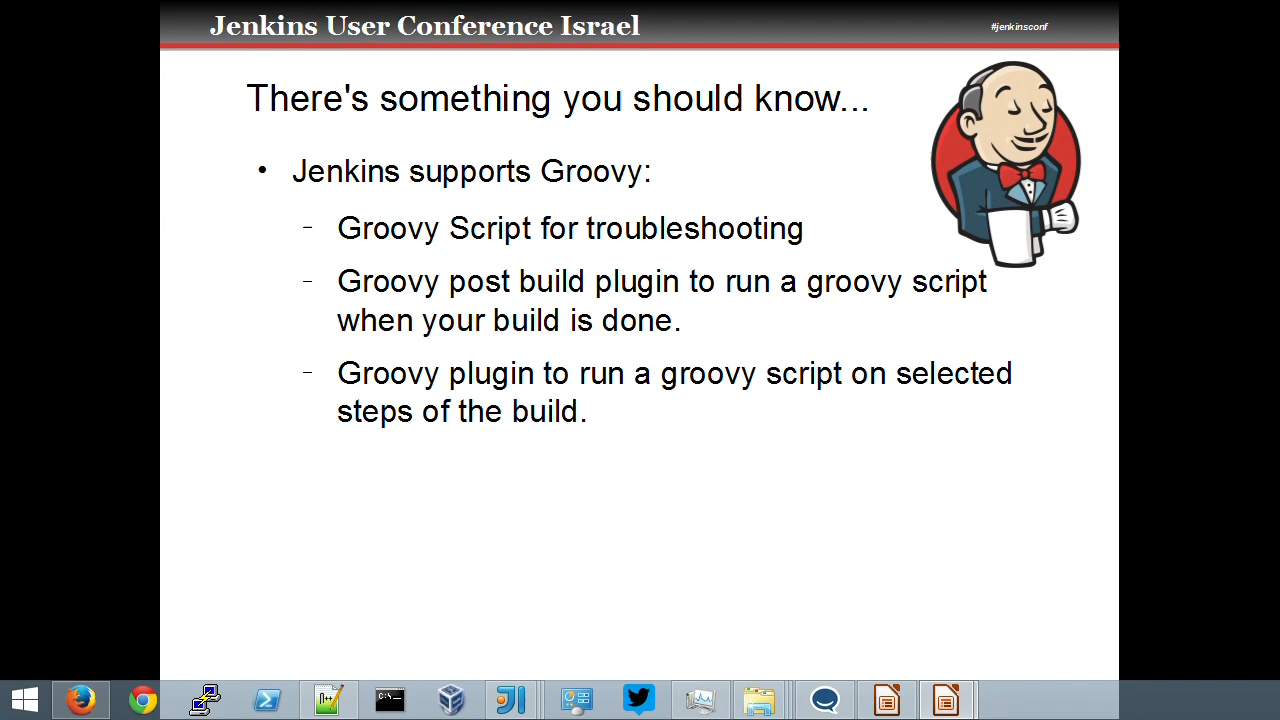 Jenkins User Conference Israel
#jenkinsconf
There's something you should know...
• Jenkins supports Groovy:
– Groovy Script for troubleshooting
– Groovy post build plugin to run a groovy script
when your build is done.
– Groovy plugin to run a groovy script on selected
steps of the build.